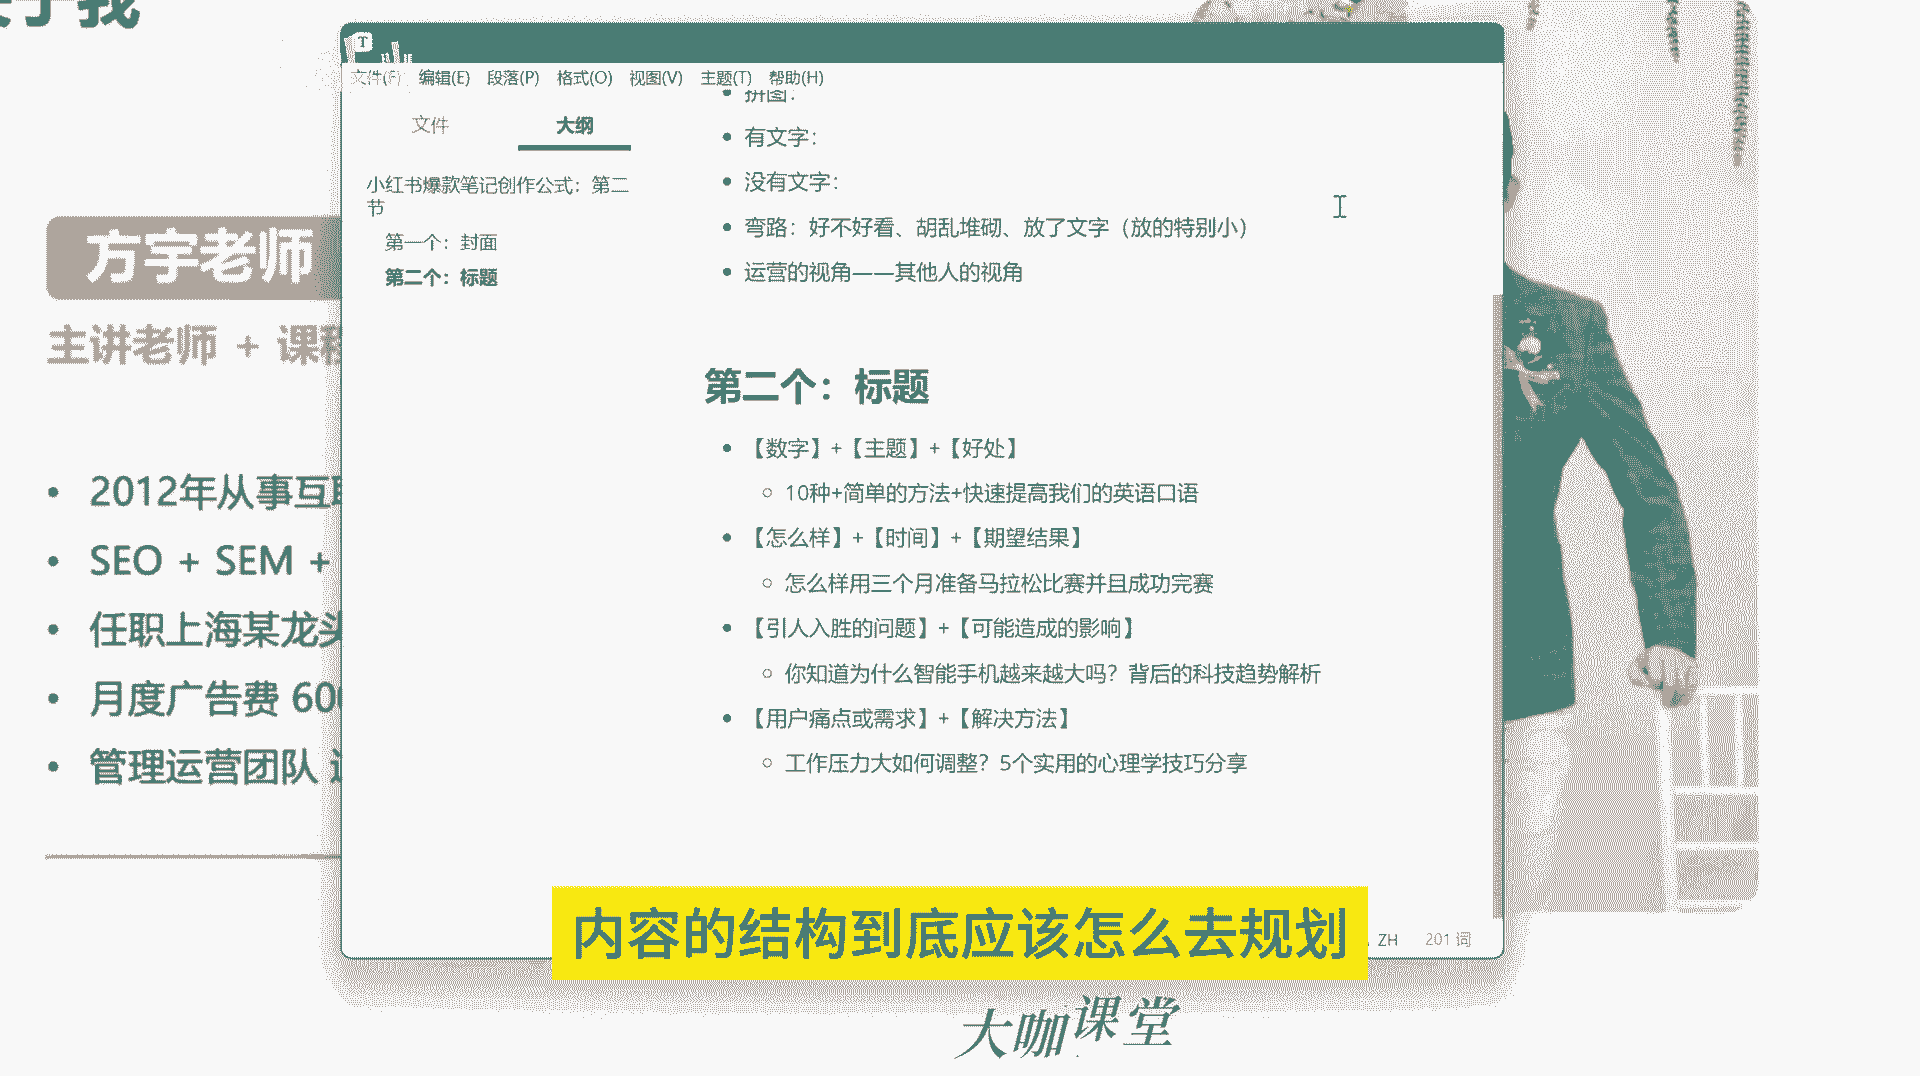 方宇老师
主讲老师 + 课
2012年从事互
SEO + SEM +
任职上海某龙
月度广告费 60
管理运营团队
T
文件(F) 编辑(E) 段落(P) 格式(O) 视图(V) 主题(T) 帮助(H)
文件 大纲
小红书爆款笔记创作公式：第二
节
第一个：封面
第二个：标题
拼图：
有文字：
没有文字：
弯路：好不好看、胡乱堆砌、放了文字（放的特别小）
运营的视角——其他人的视角
第二个：标题
【数字】+【主题】+【好处】
10种+简单的方法+快速提高我们的英语口语
【怎么样】+【时间】+【期望结果】
怎么样用三个月准备马拉松比赛并且成功完赛
【引人入胜的问题】+【可能造成的影响】
你知道为什么智能手机越来越大吗？背后的科技趋势解析
【用户痛点或需求】+【解决方法】
工作压力大如何调整？5个实用的心理学技巧分享
ZH 201 词
内容的结构到底应该怎么去规划
大咖课堂